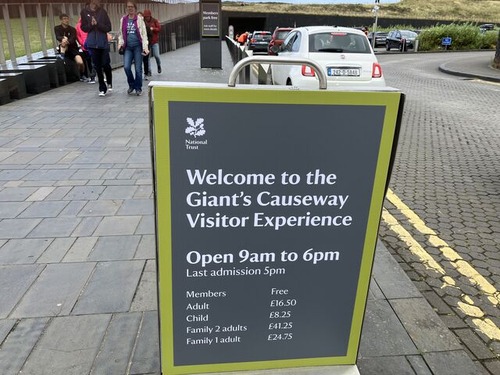 National
Trust
Welcome to the
Giant's Causeway
Visitor Experience
Open 9am to 6pm
Last admission 5pm
Members Free
Adult £16.50
Child £8.25
Family 2 adults £41.25
Family 1 adult £24.75